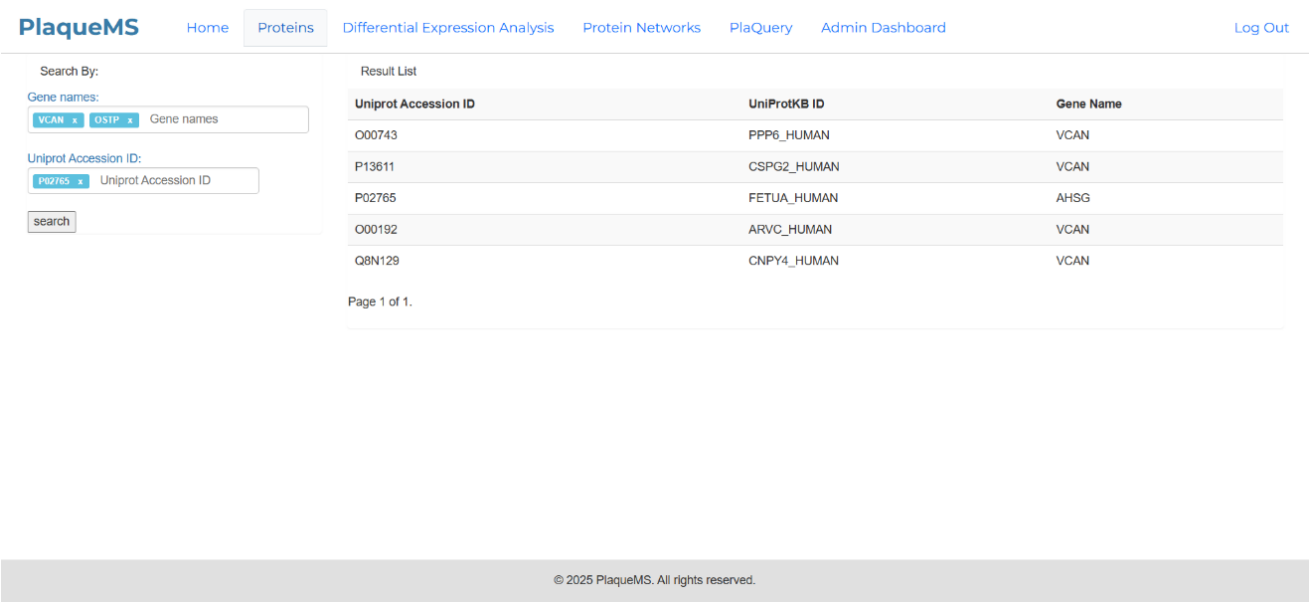 PlaqueMS Home Proteins Differential Expression Analysis Protein Networks PlaQuery Admin Dashboard Log Out
Search By:
Gene names:
VCAN x OSTP x Gene names
Uniprot Accession ID:
P02765 x Uniprot Accession ID
search
Result List
Uniprot Accession ID UniProtKB ID Gene Name
O00743 PPP6_HUMAN VCAN
P13611 CSPG2_HUMAN VCAN
P02765 FETUA_HUMAN AHSG
O00192 ARVC_HUMAN VCAN
Q8N129 CNPY4_HUMAN VCAN
Page 1 of 1.
© 2025 PlaqueMS. All rights reserved.